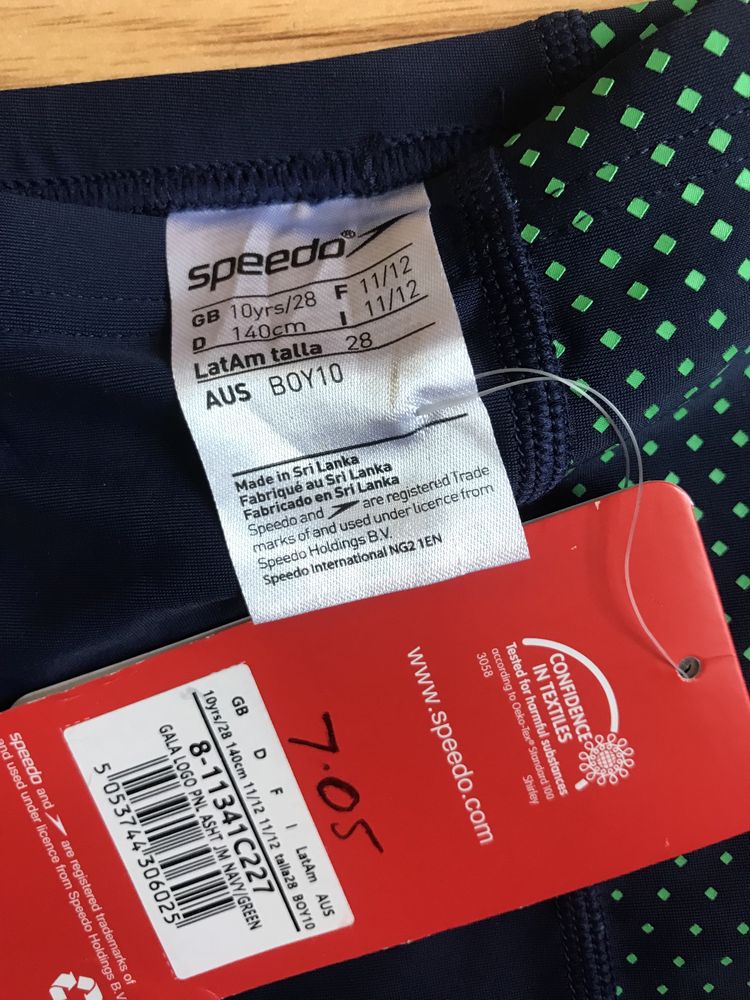 speedo®
GB 10yrs/28 F 11/12
D 140cm I 11/12
LatAm talla 28
AUS BOY10
Made in Sri Lanka
Fabriqué au Sri Lanka
Fabricado en Sri Lanka
Speedo and are registered Trade
marks of and used under licence from
Speedo Holdings B.V.
Speedo International NG2 1EN
CONFIDENCE
IN TEXTILES
Tested for harmful substances
according to Oeko-Tex® Standard 100
3058
Shirley
www.speedo.com
7.05
GB D F I LatAm AUS
10yrs/28 140cm 11/12 11/12 talla28 BOY10
8-11341C227
GALA LOGO PNL ASHT JM NAVY/GREEN
5 053744 306025
speedo and are registered trademarks of
and used under licence from Speedo Holdings B.V.